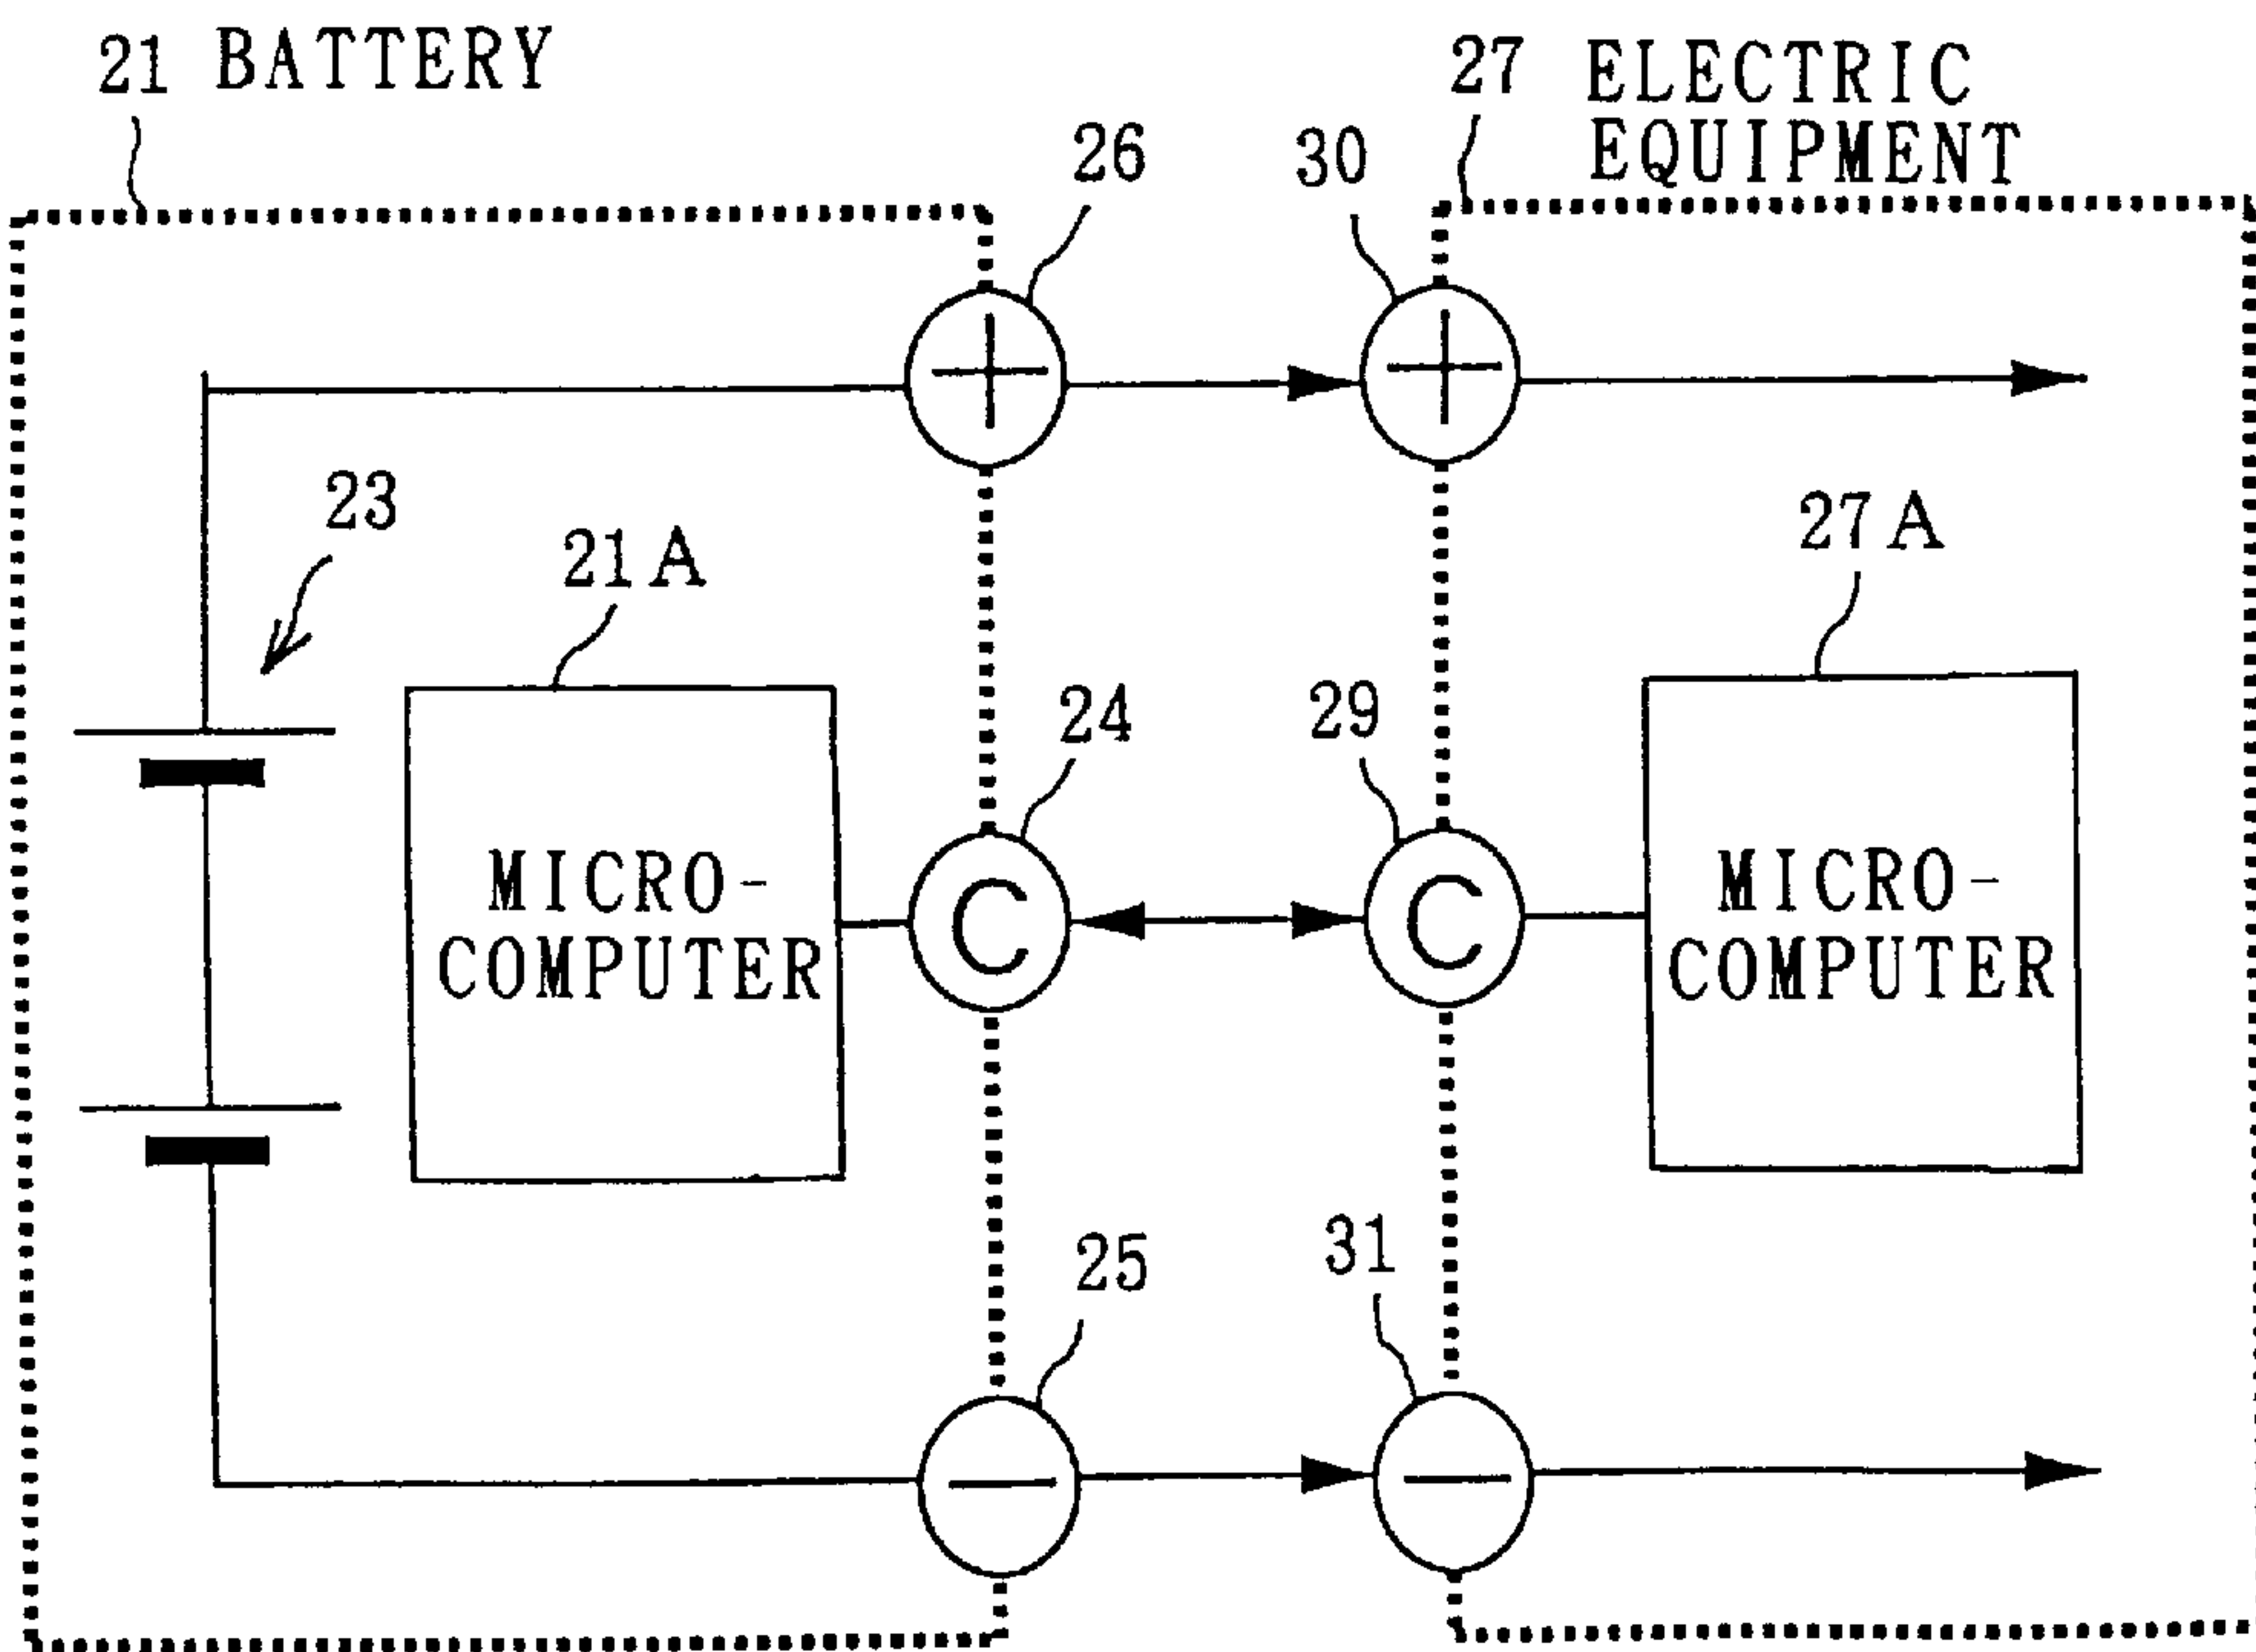 21 BATTERY
27 ELECTRIC
EQUIPMENT
26
30
23
21A
27A
24
29
MICRO-
COMPUTER
C
C
MICRO-
COMPUTER
25
31